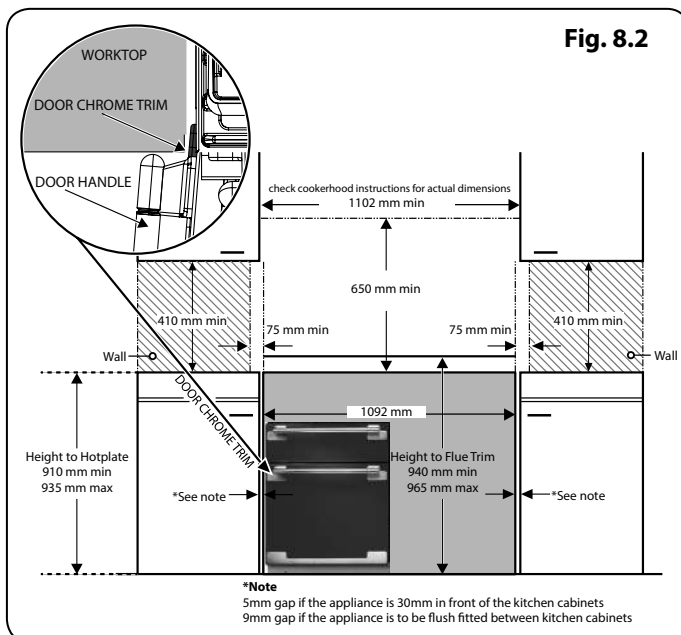 Fig. 8.2
WORKTOP
DOOR CHROME TRIM
DOOR HANDLE
check cookerhood instructions for actual dimensions
1102 mm min
650 mm min
410 mm min
410 mm min
75 mm min
75 mm min
Wall
Wall
DOOR CHROME TRIM
1092 mm
Height to Hotplate
910 mm min
935 mm max
Height to Flue Trim
940 mm min
965 mm max
*See note
*See note
*Note
5mm gap if the appliance is 30mm in front of the kitchen cabinets
9mm gap if the appliance is to be flush fitted between kitchen cabinets